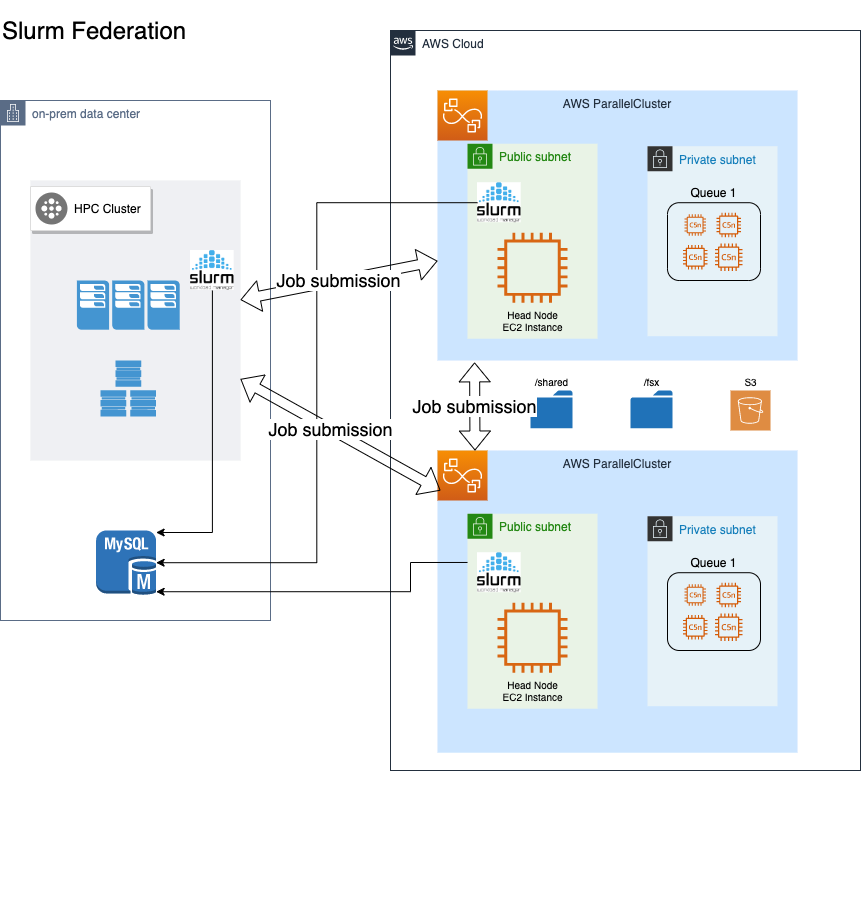 Slurm Federation
aws
AWS Cloud
on-prem data center
HPC Cluster
slurm
Job submission
Job submission
Job submission
MySQL
M
AWS ParallelCluster
Public subnet
slurm
Head Node
EC2 Instance
Private subnet
Queue 1
C5n
C5n
C5n
C5n
/shared
/fsx
S3
AWS ParallelCluster
Public subnet
slurm
Head Node
EC2 Instance
Private subnet
Queue 1
C5n
C5n
C5n
C5n